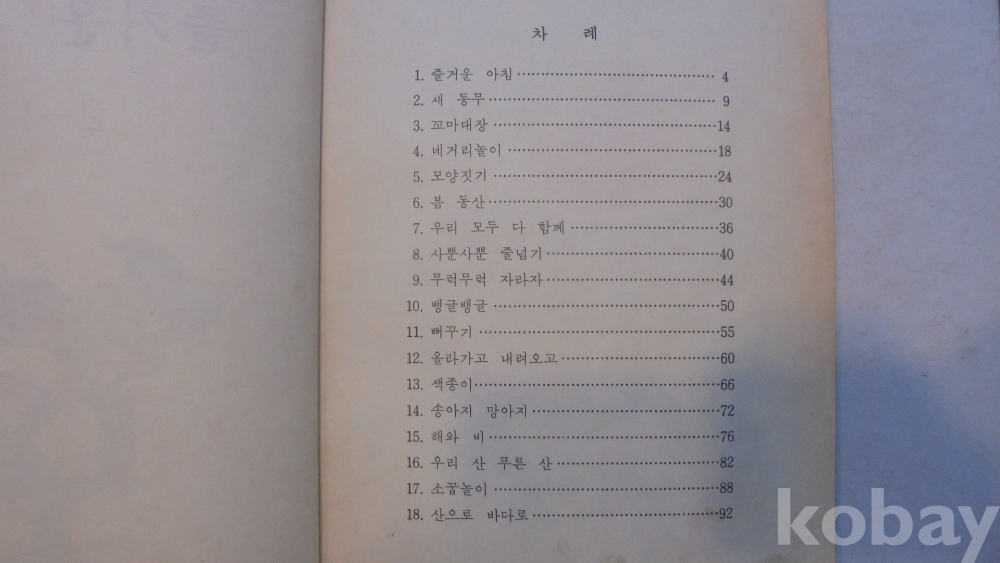 차 례
1. 즐거운 아침 4
2. 새 동무 9
3. 꼬마대장 14
4. 네거리놀이 18
5. 모양짓기 24
6. 봄 동산 30
7. 우리 모두 다 함께 36
8. 사뿐사뿐 줄넘기 40
9. 무럭무럭 자라자 44
10. 뱅글뱅글 50
11. 뻐꾸기 55
12. 올라가고 내려오고 60
13. 색종이 66
14. 송아지 망아지 72
15. 해와 비 76
16. 우리 산 푸른 산 82
17. 소꿉놀이 88
18. 산으로 바다로 92
kobay